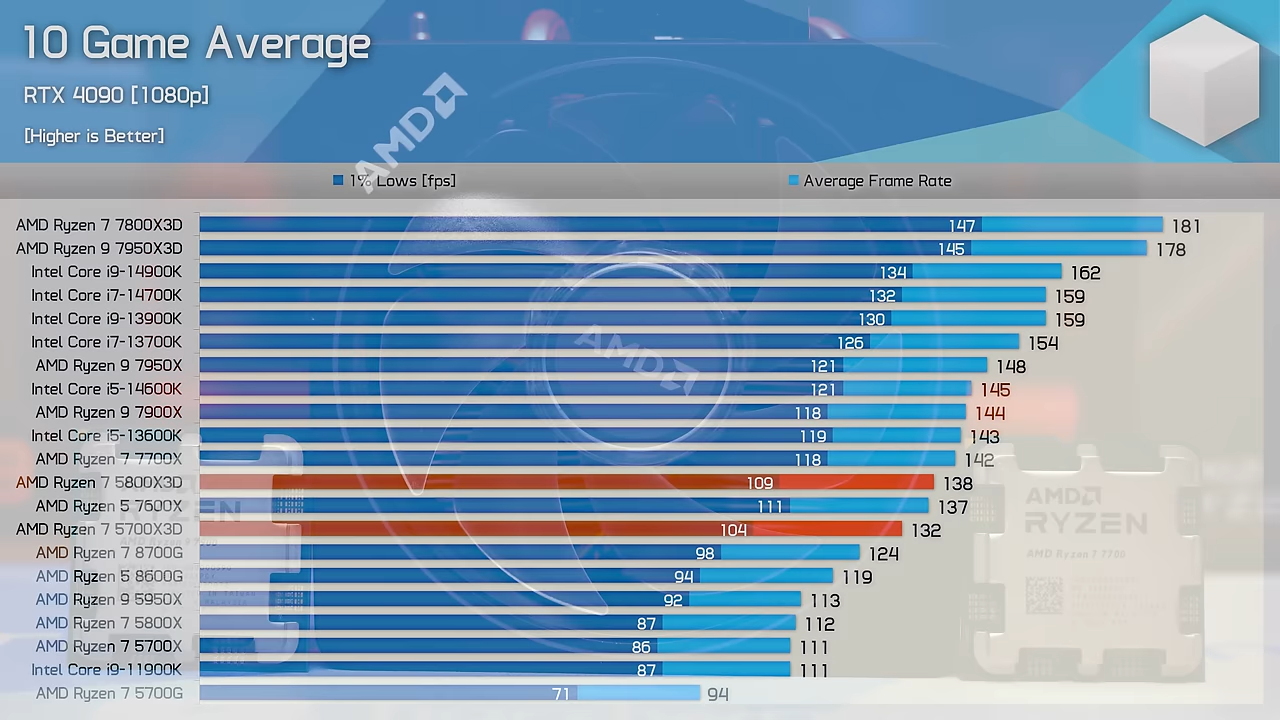 10 Game Average
RTX 4090 [1080p]
[Higher is Better]
AMD
1% Lows [fps] Average Frame Rate
AMD Ryzen 7 7800X3D 147 181
AMD Ryzen 9 7950X3D 145 178
Intel Core i9-14900K 134 162
Intel Core i7-14700K 132 159
Intel Core i9-13900K 130 159
Intel Core i7-13700K 126 154
AMD
AMD Ryzen 9 7950X 121 148
Intel Core i5-14600K 121 145
AMD Ryzen 9 7900X 118 144
Intel Core i5-13600K 119 143
AMD Ryzen 7 7700X 118 142
AMD Ryzen 7 5800X3D 109 138
AMD
AMD Ryzen 5 7600X 111 137
RYZEN
RYZEN
AMD Ryzen 7 5700X3D 104 132
AMD Ryzen 7 8700G 98 124
AMD Ryzen 7 7700
AMD Ryzen 5 8600G 94 119
AMD Ryzen 9 5950X 92 113
AMD Ryzen 7 5800X 87 112
AMD Ryzen 7 5700X 86 111
Intel Core i9-11900K 87 111
AMD Ryzen 7 5700G 71 94